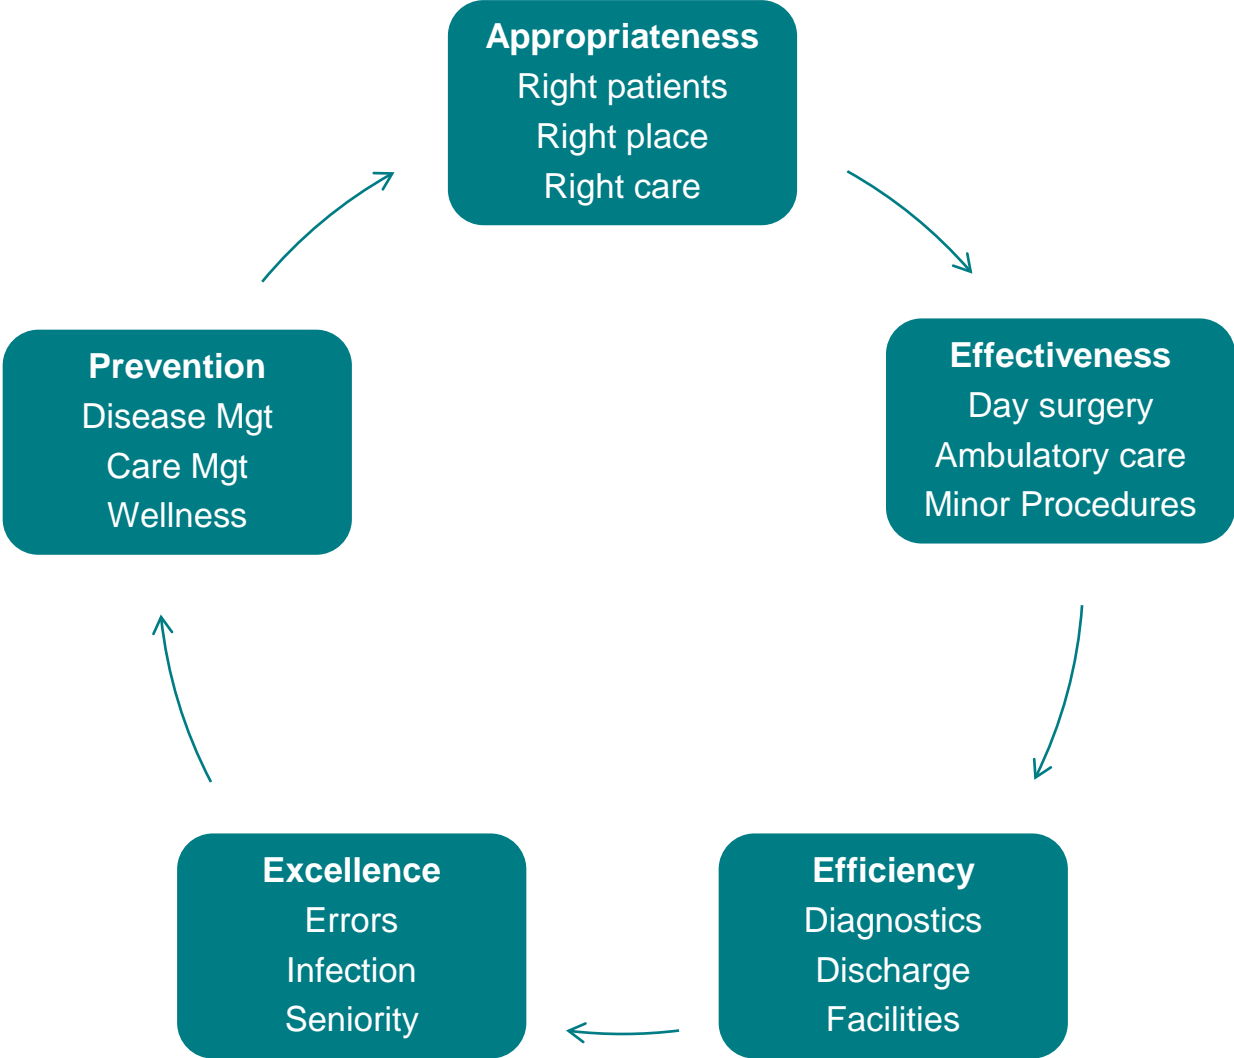 Appropriateness
Right patients
Right place
Right care
Effectiveness
Day surgery
Ambulatory care
Minor Procedures
Efficiency
Diagnostics
Discharge
Facilities
Excellence
Errors
Infection
Seniority
Prevention
Disease Mgt
Care Mgt
Wellness